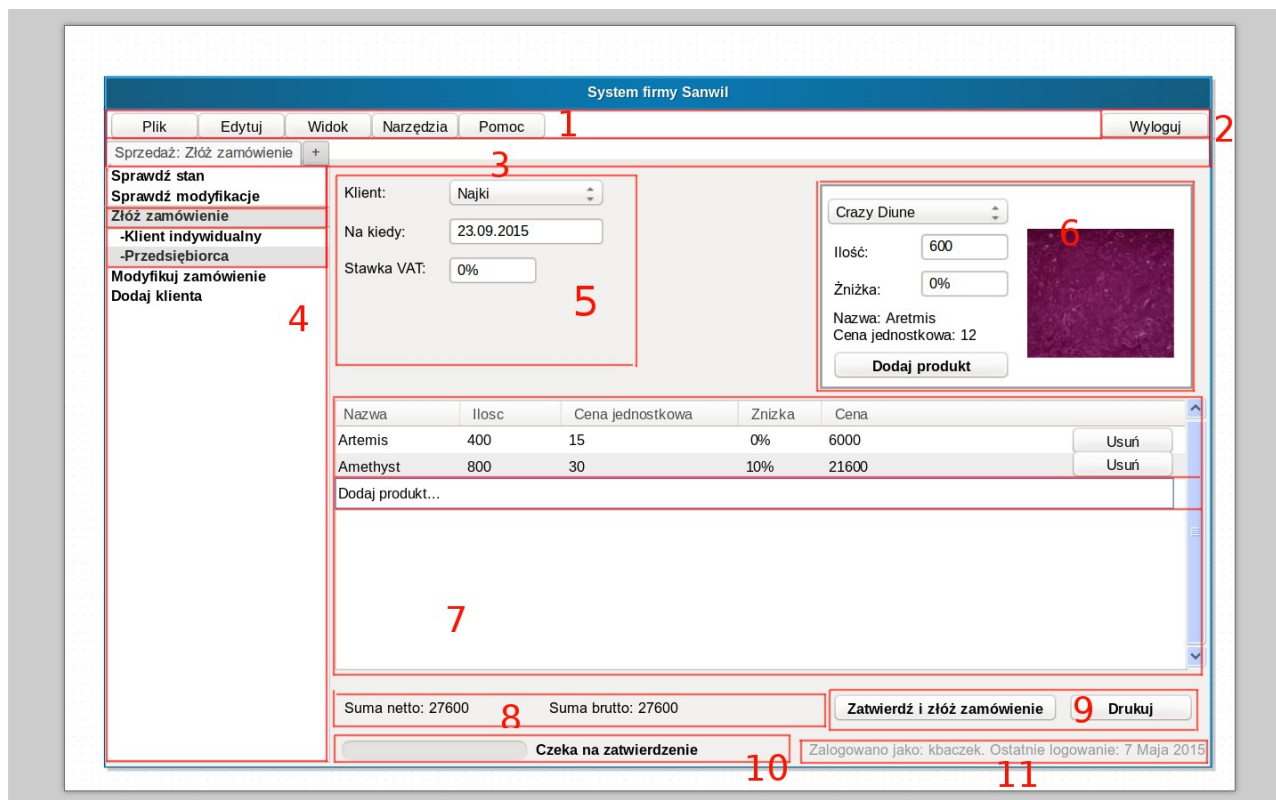 System firmy Sanwil
Plik Edytuj Widok Narzędzia Pomoc 1 Wyloguj 2
Sprzedaż: Złóż zamówienie + 3
Sprawdź stan
Sprawdź modyfikacje
Złóż zamówienie
-Klient indywidualny
-Przedsiębiorca
Modyfikuj zamówienie
Dodaj klienta
4
Klient: Najki
Na kiedy: 23.09.2015
Stawka VAT: 0%
5
Crazy Diune
6
Ilość: 600
Żniżka: 0%
Nazwa: Aretmis
Cena jednostkowa: 12
Dodaj produkt
Nazwa Ilosc Cena jednostkowa Znizka Cena
Artemis 400 15 0% 6000 Usuń
Amethyst 800 30 10% 21600 Usuń
Dodaj produkt...
7
Suma netto: 27600 8 Suma brutto: 27600
Zatwierdź i złóż zamówienie 9 Drukuj
Czeka na zatwierdzenie 10
Zalogowano jako: kbaczek. Ostatnie logowanie: 7 Maja 2015
11